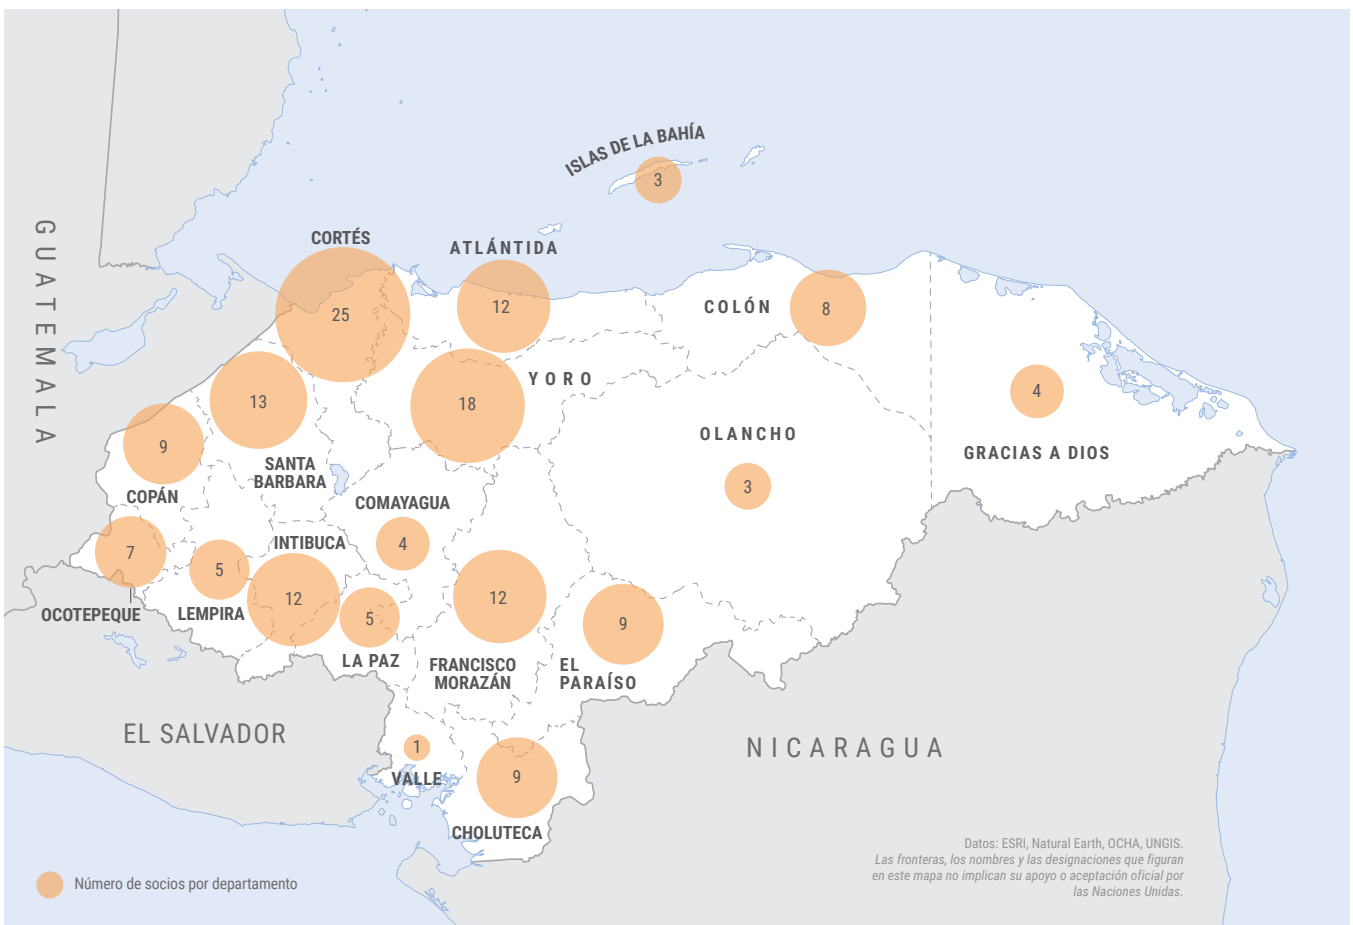 ISLAS DE LA BAHÍA
3
GUATEMALA
CORTÉS
25
ATLÁNTIDA
12
COLÓN
8
13
SANTA
BARBARA
YORO
18
4
GRACIAS A DIOS
OLANCHO
3
9
COPÁN
COMAYAGUA
4
7
OCOTEPEQUE
5
LEMPIRA
INTIBUCA
12
5
LA PAZ
12
FRANCISCO
MORAZÁN
9
EL
PARAÍSO
EL SALVADOR
NICARAGUA
1
VALLE
9
CHOLUTECA
Número de socios por departamento
Datos: ESRI, Natural Earth, OCHA, UNGIS.
Las fronteras, los nombres y las designaciones que figuran
en este mapa no implican su apoyo o aceptación oficial por
las Naciones Unidas.